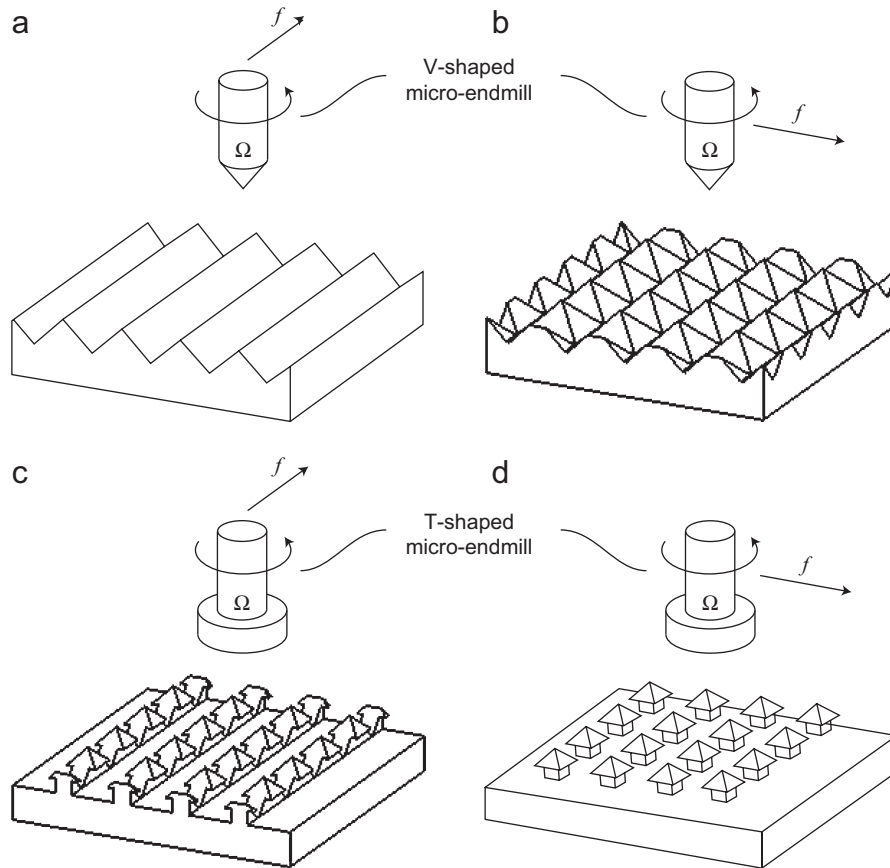 a
f
Ω
V-shaped
micro-endmill
b
f
Ω
c
f
Ω
T-shaped
micro-endmill
d
f
Ω